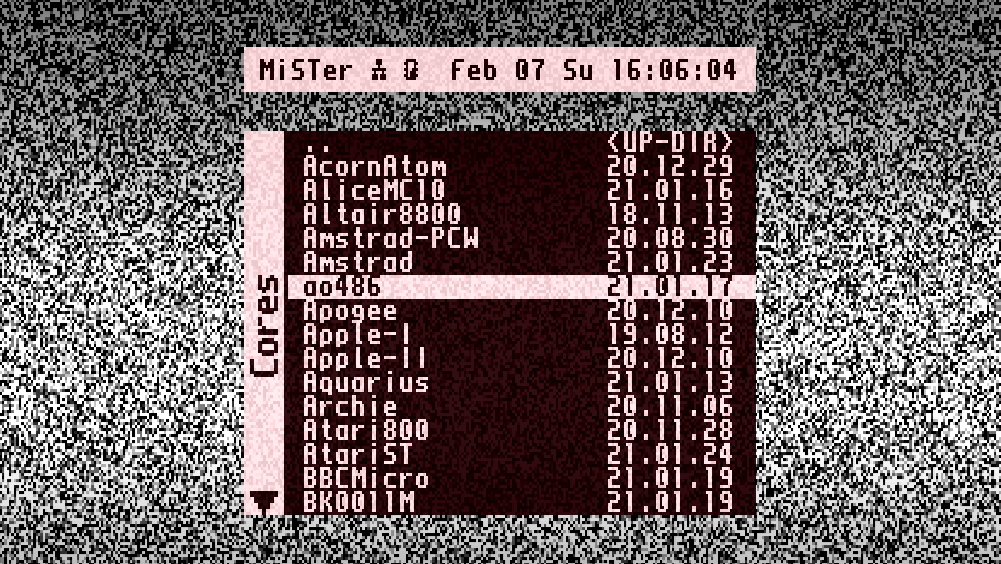 MiSTer Feb 07 Su 16:06:04
Cores
.. <UP-DIR>
AcornAtom 20.12.29
AliceMC10 21.01.16
Altair8800 18.11.13
Amstrad-PCW 20.08.30
Amstrad 21.01.23
ao486 21.01.17
Apogee 20.12.10
Apple-I 19.08.12
Apple-II 20.12.10
Aquarius 21.01.13
Archie 20.11.06
Atari800 20.11.28
AtariST 21.01.24
BBCMicro 21.01.19
BK0011M 21.01.19